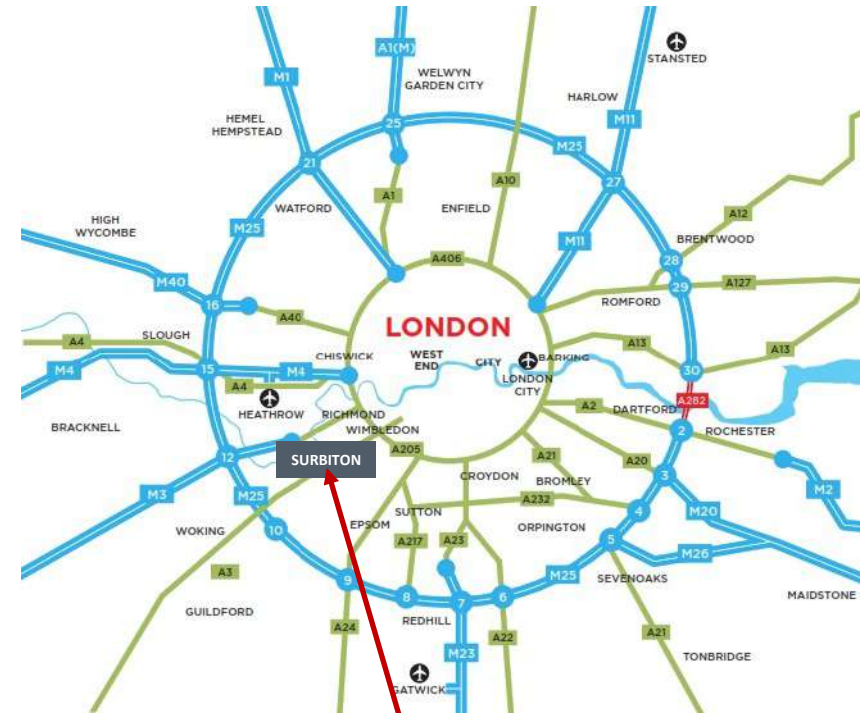 A1(M)
STANSTED
M1
WELWYN
GARDEN CITY
HARLOW
HEMEL
HEMPSTEAD
25
M11
M25
21
A10
27
A1
WATFORD
ENFIELD
A12
HIGH
WYCOMBE
M25
M11
BRENTWOOD
A406
28
M40
A127
29
16
ROMFORD
A40
LONDON
SLOUGH
A4
A13
A13
CHISWICK
WEST
END
CITY
BARKING
15
M4
30
M4
A4
LONDON
CITY
A282
HEATHROW
RICHMOND
A2
DARTFORD
BRACKNELL
WIMBLEDON
2
ROCHESTER
A205
12
SURBITON
A21
A20
CROYDON
BROMLEY
3
M3
M25
M2
A232
SUTTON
4
M20
EPSOM
WOKING
10
ORPINGTON
A217
A23
5
M26
A3
9
M25
SEVENOAKS
8
7
6
MAIDSTONE
GUILDFORD
REDHILL
A24
A22
A21
M23
TONBRIDGE
GATWICK